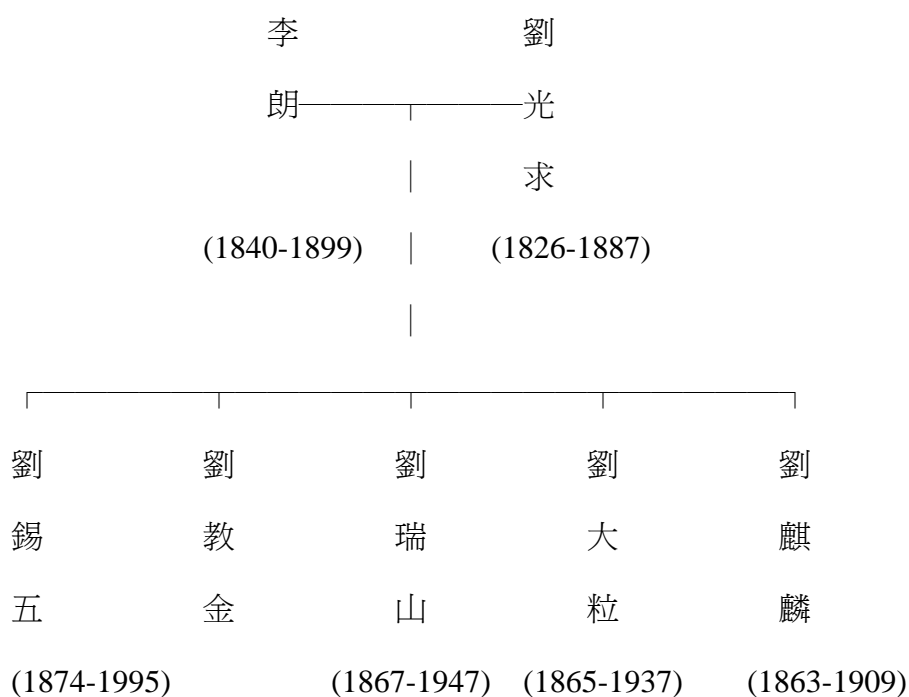 李朗
(1840-1899)
劉光求
(1826-1887)
劉錫五
(1874-1995)
劉教金
劉瑞山
(1867-1947)
劉大粒
(1865-1937)
劉麒麟
(1863-1909)